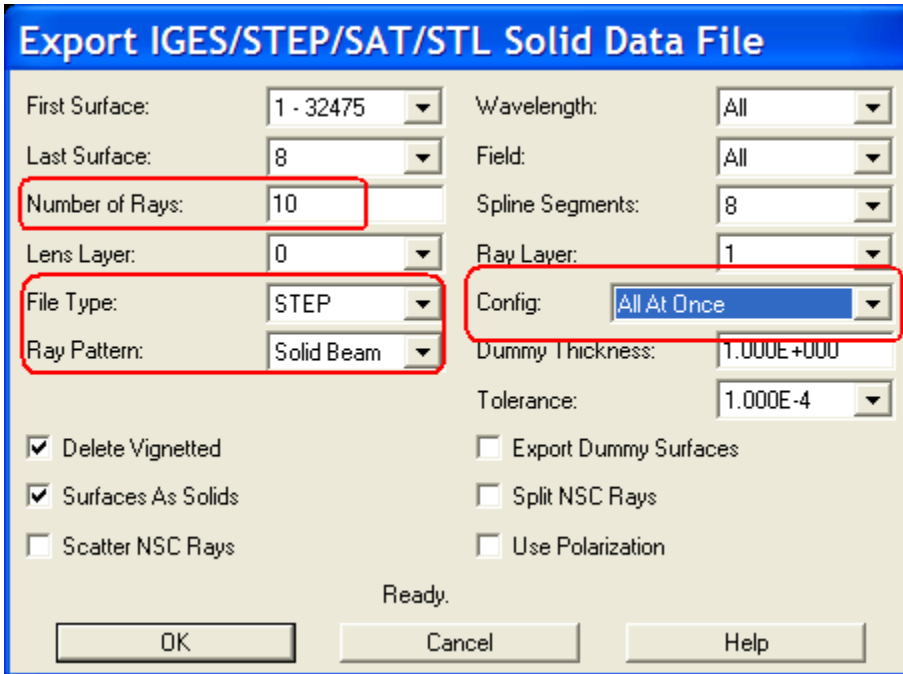 Export IGES/STEP/SAT/STL Solid Data File
First Surface: 1 - 32475 Wavelength: All
Last Surface: 8 Field: All
Number of Rays: 10 Spline Segments: 8
Lens Layer: 0 Ray Layer: 1
File Type: STEP Config: All At Once
Ray Pattern: Solid Beam Dummy Thickness: 1.000E+000
Tolerance: 1.000E-4
Delete Vignetted Export Dummy Surfaces
Surfaces As Solids Split NSC Rays
Scatter NSC Rays Use Polarization
Ready.
OK Cancel Help